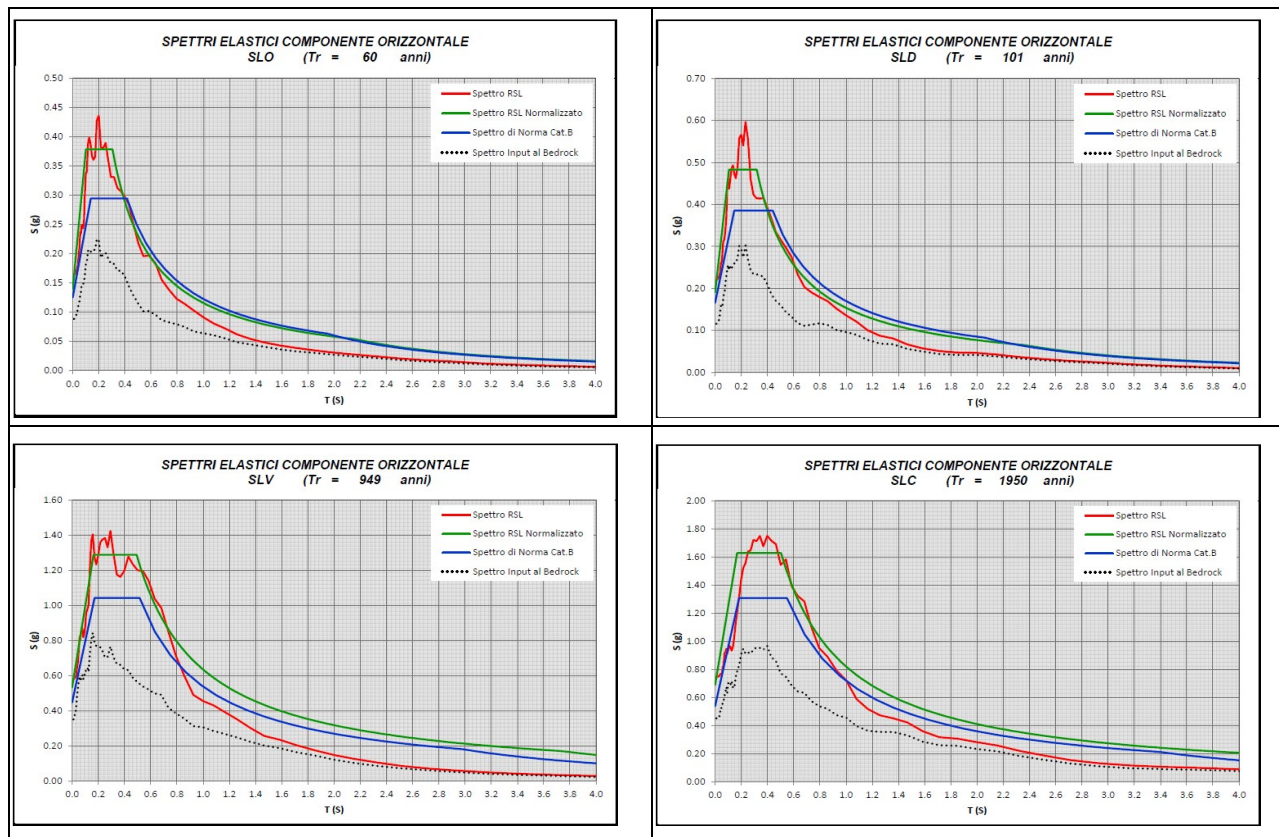 SPETTRI ELASTICI COMPONENTE ORIZZONTALE
SLO (Tr = 60 anni)
0.50
0.45
0.40
0.35
0.30
0.25
0.20
0.15
0.10
0.05
0.00
S (g)
Spettro RSL
Spettro RSL Normalizzato
Spettro di Norma Cat.B
Spettro Input al Bedrock
0.0 0.2 0.4 0.6 0.8 1.0 1.2 1.4 1.6 1.8 2.0 2.2 2.4 2.6 2.8 3.0 3.2 3.4 3.6 3.8 4.0
T (S)
SPETTRI ELASTICI COMPONENTE ORIZZONTALE
SLD (Tr = 101 anni)
0.70
0.60
0.50
0.40
0.30
0.20
0.10
0.00
S (g)
Spettro RSL
Spettro RSL Normalizzato
Spettro di Norma Cat.B
Spettro Input al Bedrock
0.0 0.2 0.4 0.6 0.8 1.0 1.2 1.4 1.6 1.8 2.0 2.2 2.4 2.6 2.8 3.0 3.2 3.4 3.6 3.8 4.0
T (S)
SPETTRI ELASTICI COMPONENTE ORIZZONTALE
SLV (Tr = 949 anni)
1.60
1.40
1.20
1.00
0.80
0.60
0.40
0.20
0.00
S (g)
Spettro RSL
Spettro RSL Normalizzato
Spettro di Norma Cat.B
Spettro Input al Bedrock
0.0 0.2 0.4 0.6 0.8 1.0 1.2 1.4 1.6 1.8 2.0 2.2 2.4 2.6 2.8 3.0 3.2 3.4 3.6 3.8 4.0
T (S)
SPETTRI ELASTICI COMPONENTE ORIZZONTALE
SLC (Tr = 1950 anni)
2.00
1.80
1.60
1.40
1.20
1.00
0.80
0.60
0.40
0.20
0.00
S (g)
Spettro RSL
Spettro RSL Normalizzato
Spettro di Norma Cat.B
Spettro Input al Bedrock
0.0 0.2 0.4 0.6 0.8 1.0 1.2 1.4 1.6 1.8 2.0 2.2 2.4 2.6 2.8 3.0 3.2 3.4 3.6 3.8 4.0
T (S)